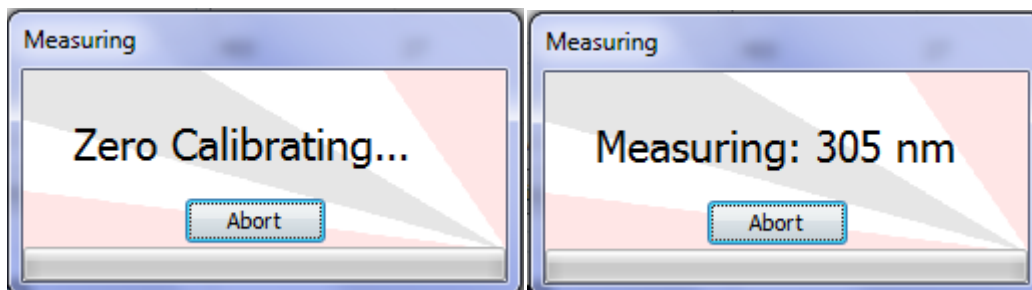 Measuring
Zero Calibrating...
Abort
Measuring
Measuring: 305 nm
Abort